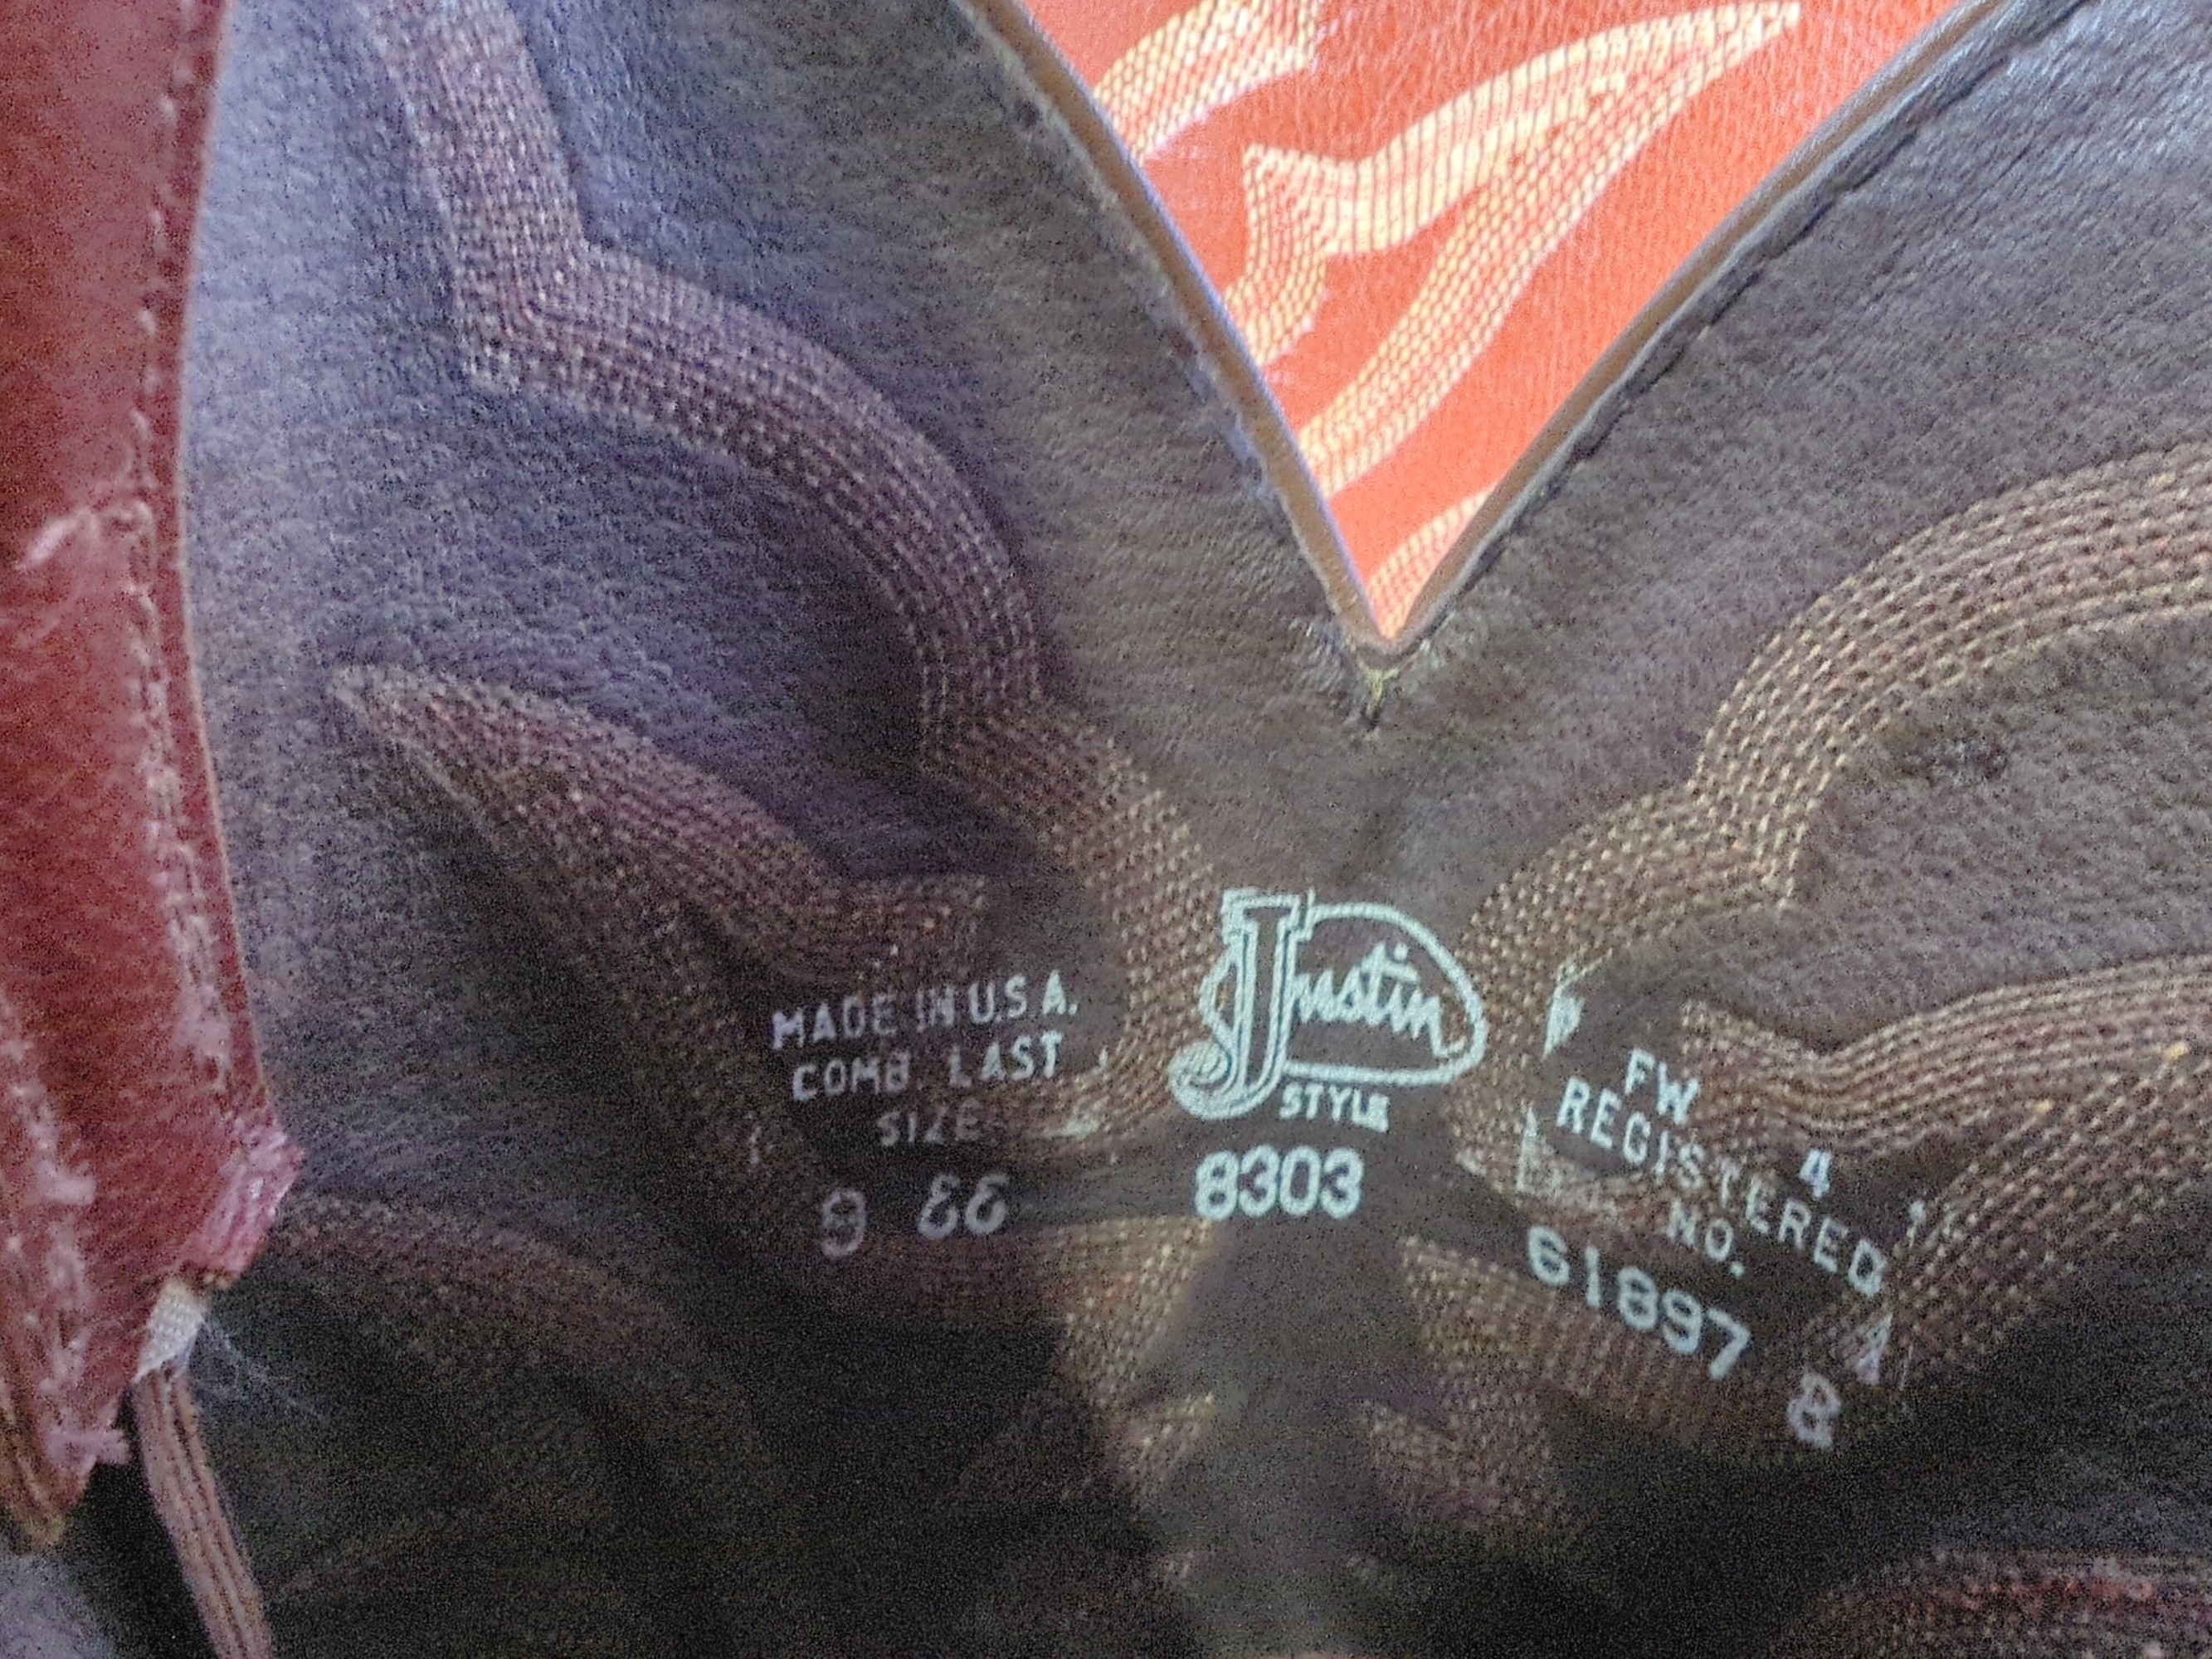 MADE IN U.S.A.
COMB LAST
SIZE
9 EE
Justin
STYLE
8303
FW 4
REGISTERED
NO.
61897 8